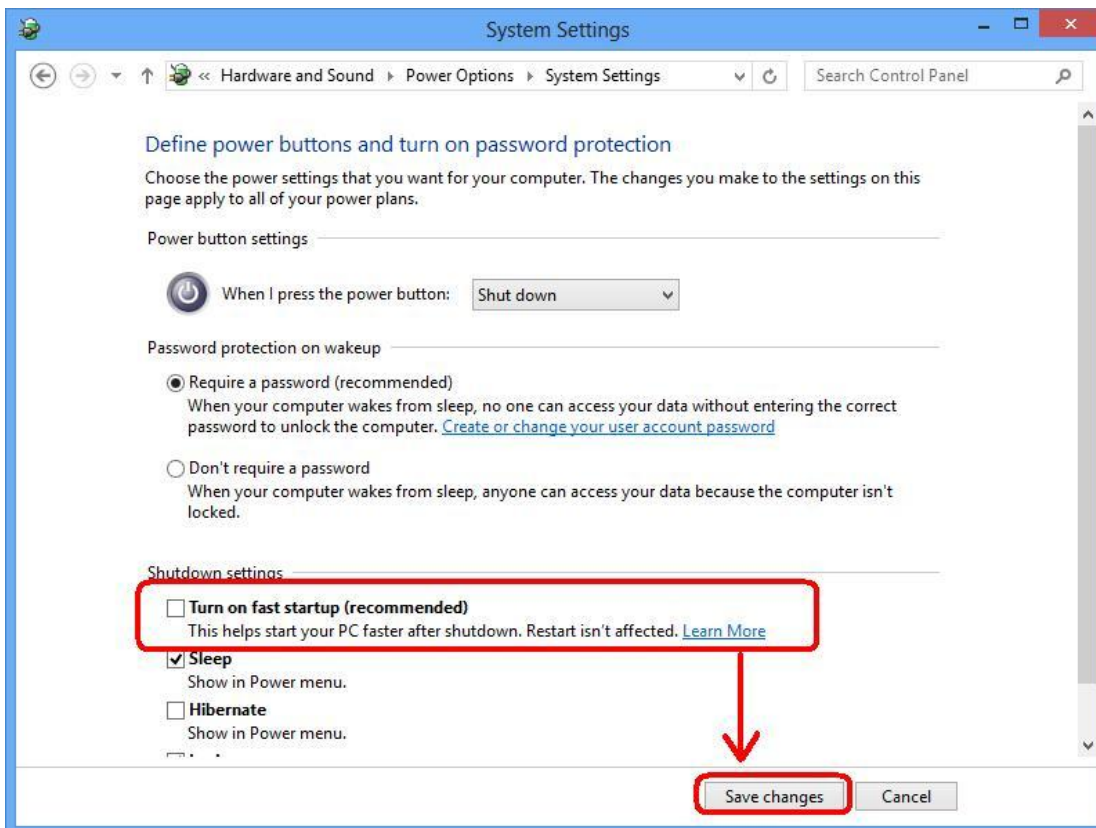 System Settings
« Hardware and Sound Power Options System Settings
Search Control Panel
Define power buttons and turn on password protection
Choose the power settings that you want for your computer. The changes you make to the settings on this
page apply to all of your power plans.
Power button settings
When I press the power button: Shut down
Password protection on wakeup
Require a password (recommended)
When your computer wakes from sleep, no one can access your data without entering the correct
password to unlock the computer. Create or change your user account password
Don't require a password
When your computer wakes from sleep, anyone can access your data because the computer isn't
locked.
Shutdown settings
Turn on fast startup (recommended)
This helps start your PC faster after shutdown. Restart isn't affected. Learn More
Sleep
Show in Power menu.
Hibernate
Show in Power menu.
Save changes Cancel